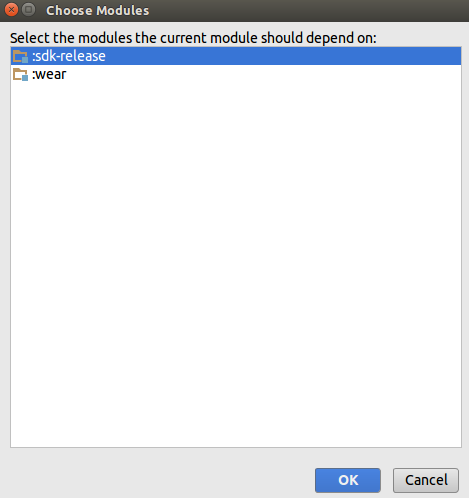 Choose Modules
Select the modules the current module should depend on:
:sdk-release
:wear
OK
Cancel